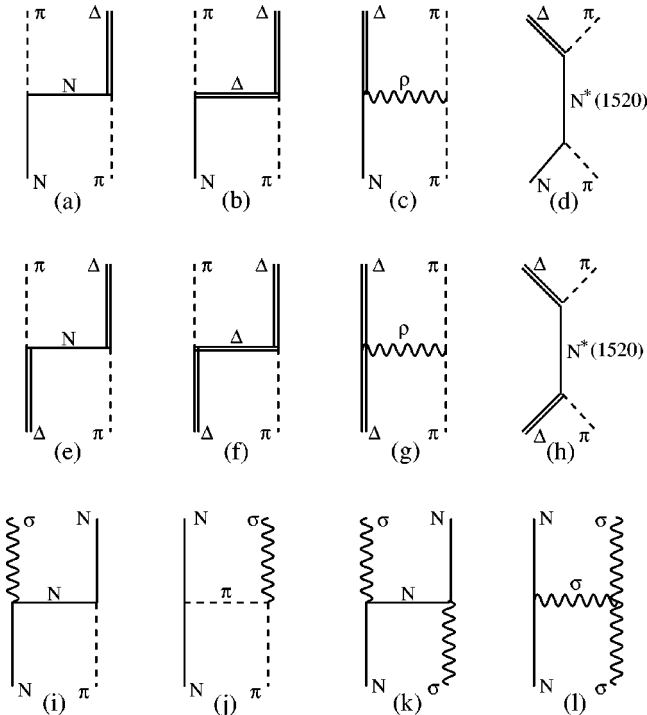 π Δ π Δ Δ π Δ π
N Δ ρ N*(1520)
N π N π N π N π
(a) (b) (c) (d)
π Δ π Δ Δ π Δ π
N Δ ρ N*(1520)
Δ π Δ π Δ π Δ π
(e) (f) (g) (h)
σ N N σ σ N N σ
N π N σ
N π N π N σ N σ
(i) (j) (k) (l)